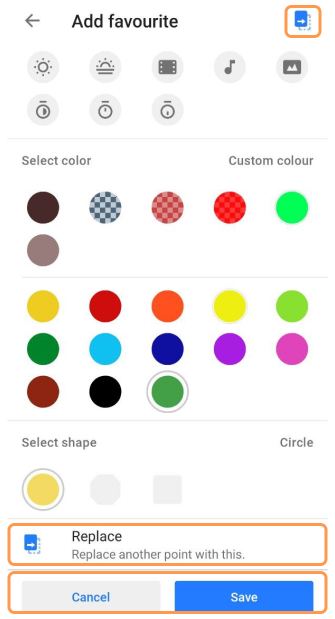 Add favourite
Select color Custom colour
Select shape Circle
Replace
Replace another point with this.
Cancel Save